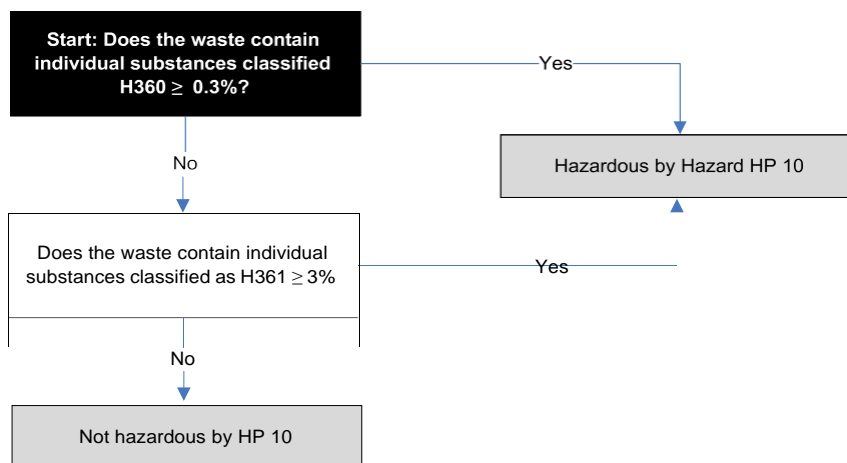 Start: Does the waste contain
individual substances classified
H360 ≥ 0.3%?
Yes
No
Hazardous by Hazard HP 10
Does the waste contain individual
substances classified as H361 ≥ 3%
Yes
No
Not hazardous by HP 10